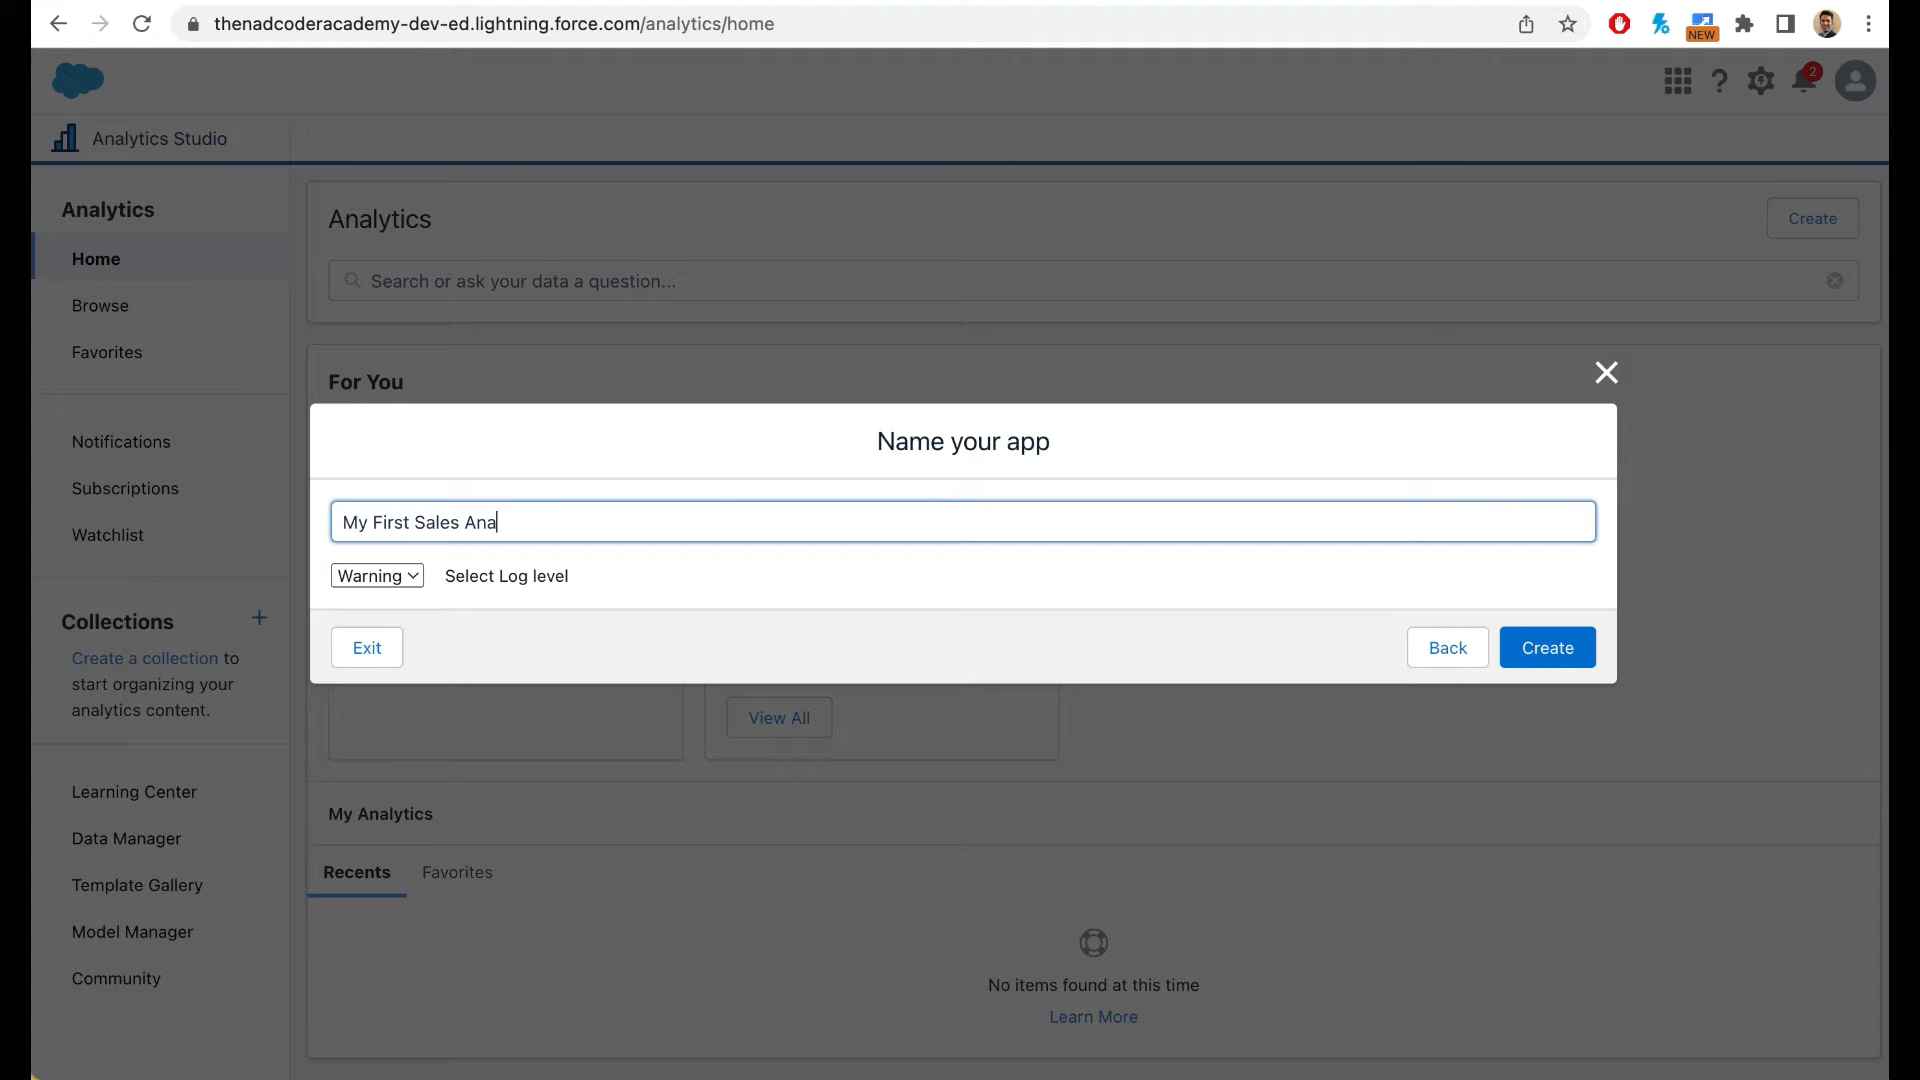 thenadcoderacademy-dev-ed.lightning.force.com/analytics/home
NEW
2
Analytics Studio
Analytics
Home
Browse
Favorites
Notifications
Subscriptions
Watchlist
Collections
Create a collection to
start organizing your
analytics content.
Learning Center
Data Manager
Template Gallery
Model Manager
Community
Analytics
Create
Search or ask your data a question...
For You
Name your app
My First Sales Ana
Warning Select Log level
Exit
Back
Create
View All
My Analytics
Recents
Favorites
No items found at this time
Learn More